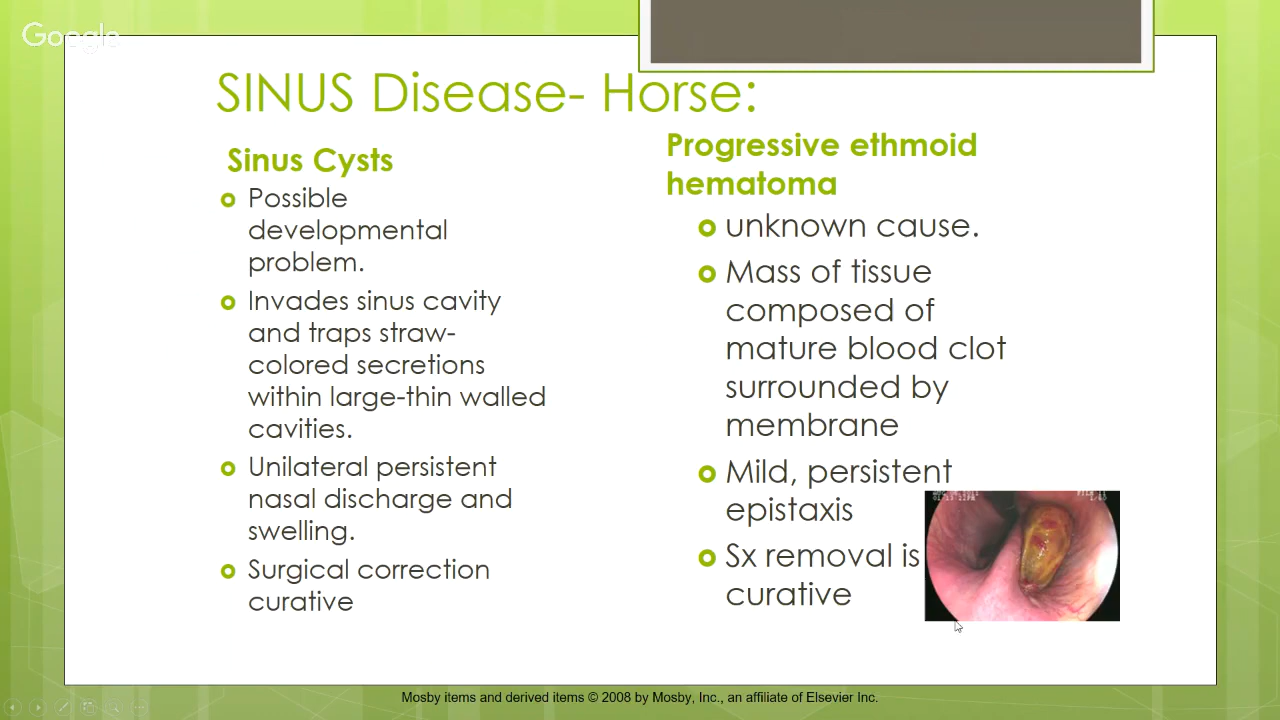 Google
SINUS Disease- Horse:
Sinus Cysts
Possible
developmental
problem.
Invades sinus cavity
and traps straw-
colored secretions
within large-thin walled
cavities.
Unilateral persistent
nasal discharge and
swelling.
Surgical correction
curative
Progressive ethmoid
hematoma
unknown cause.
Mass of tissue
composed of
mature blood clot
surrounded by
membrane
Mild, persistent
epistaxis
Sx removal is
curative
Mosby items and derived items © 2008 by Mosby, Inc., an affiliate of Elsevier Inc.